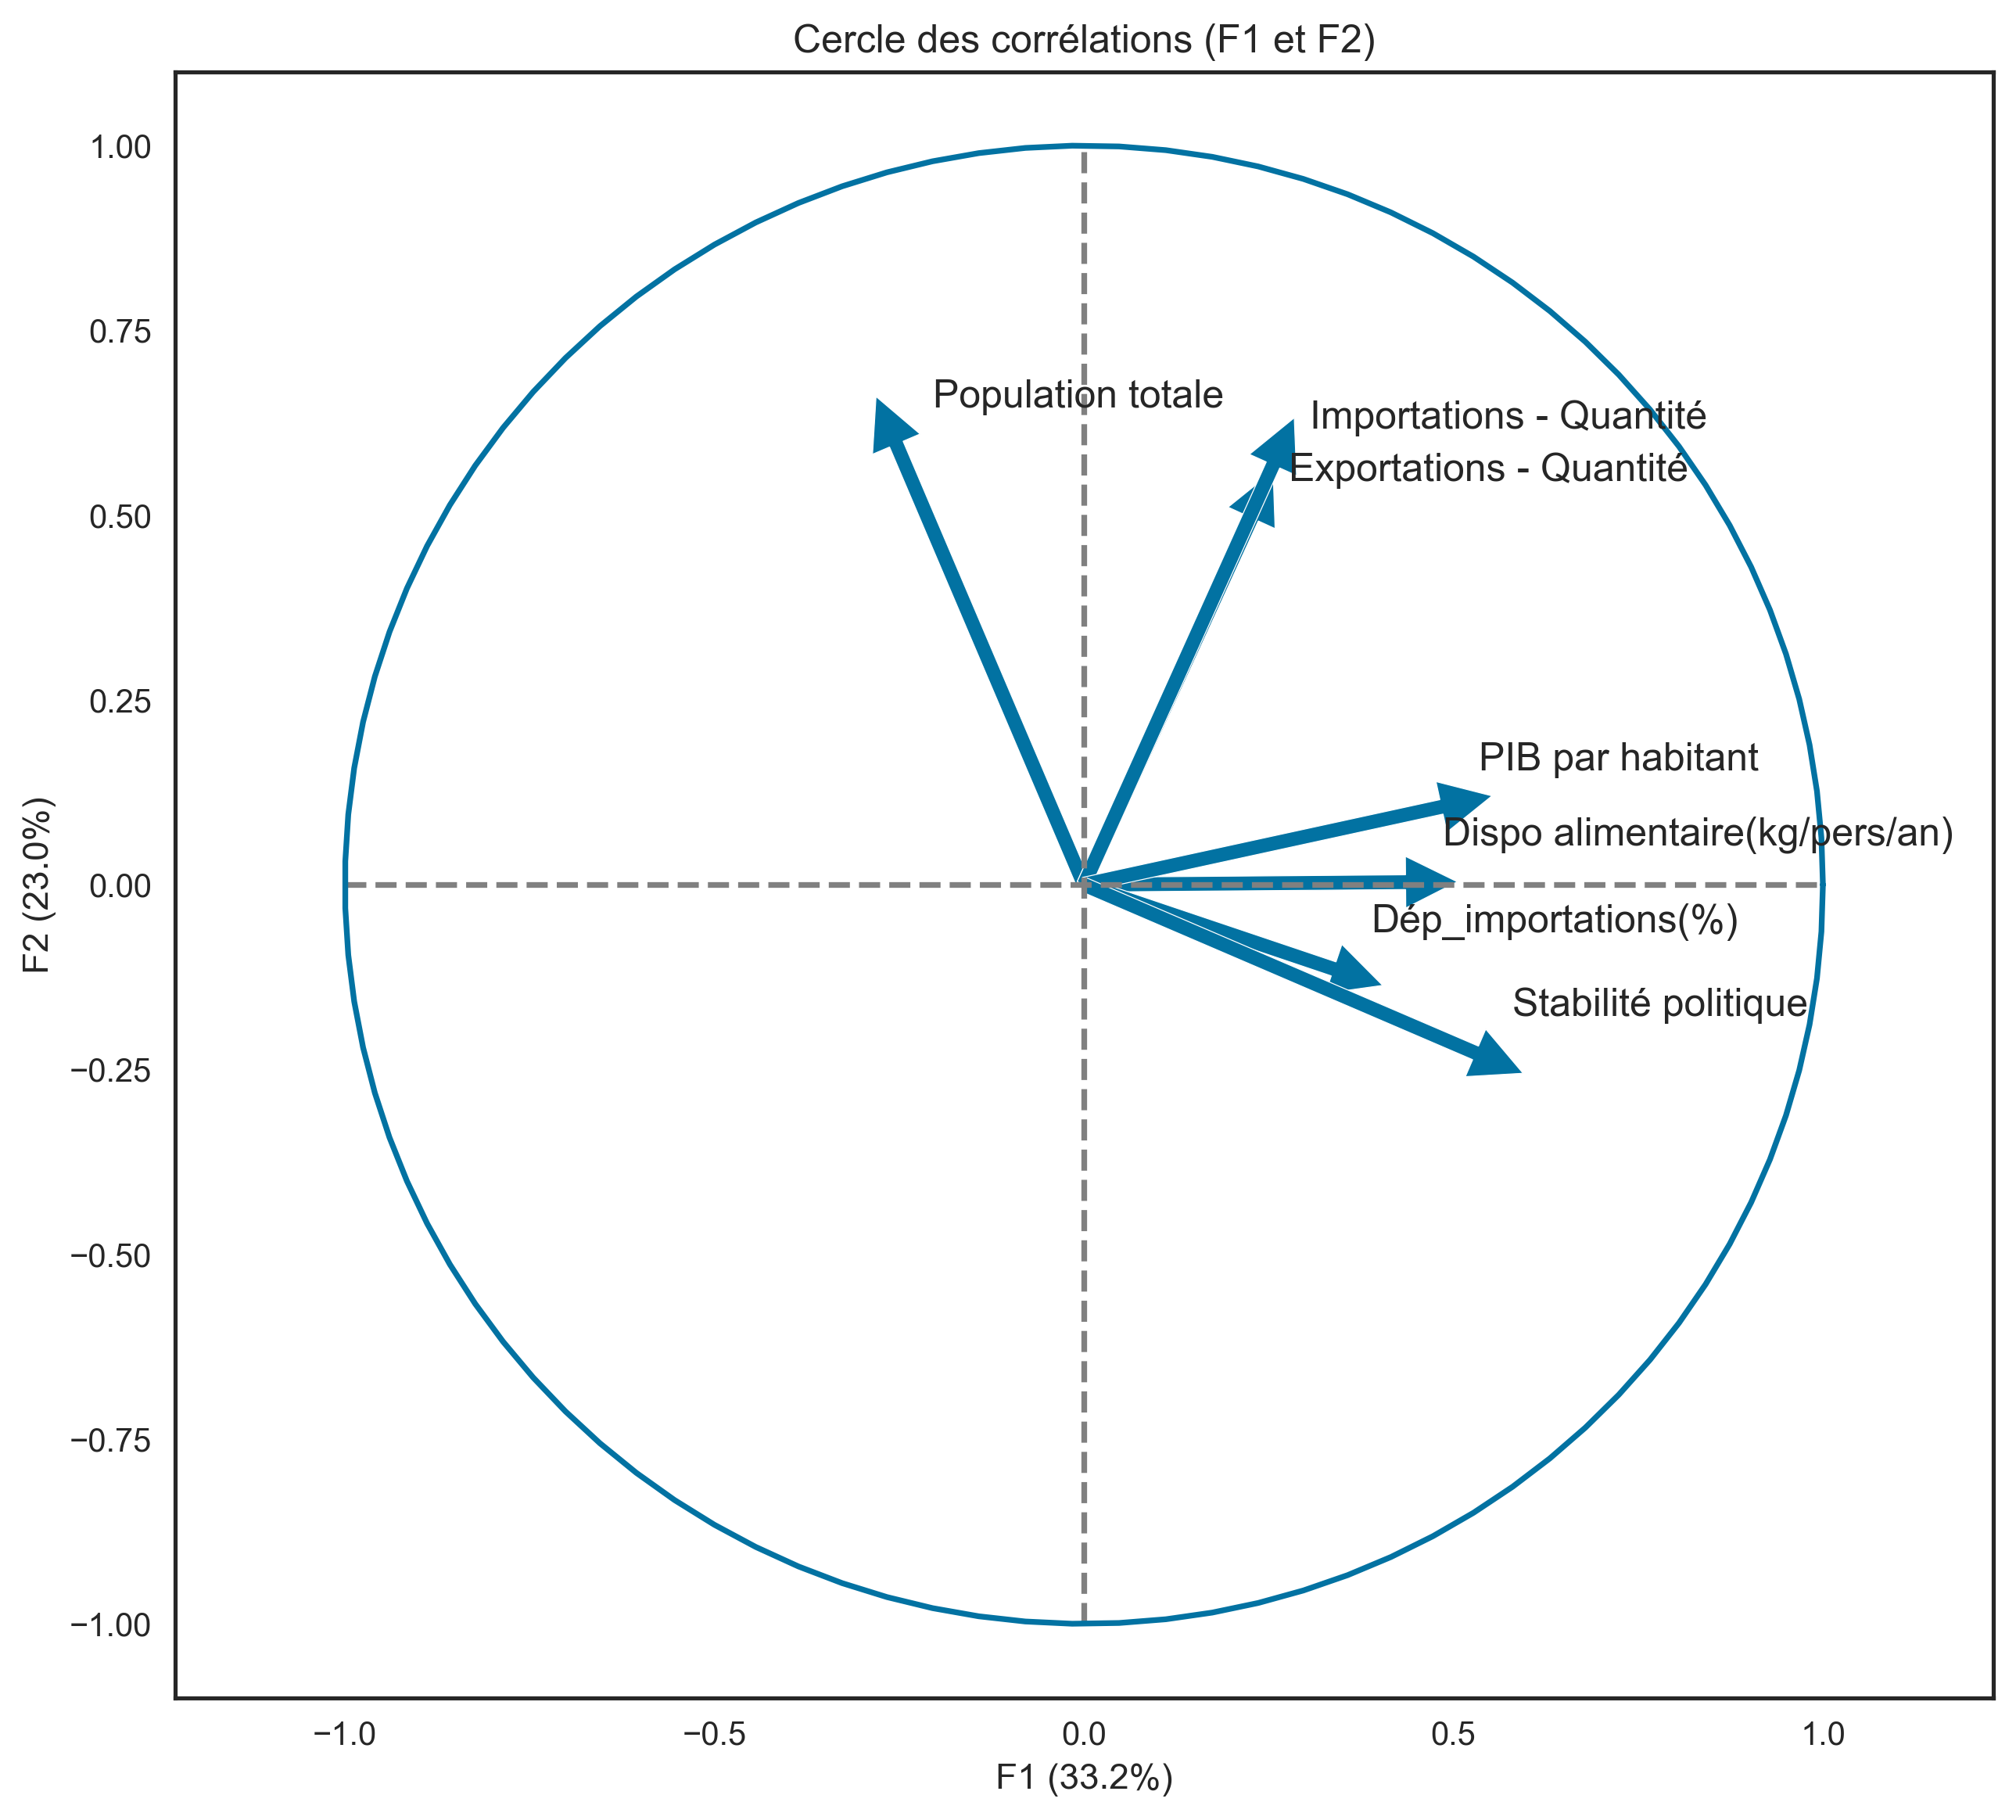 Cercle des corrélations (F1 et F2)
1.00
0.75
0.50
0.25
0.00
−0.25
−0.50
−0.75
−1.00
F2 (23.0%)
Population totale
Importations - Quantité
Exportations - Quantité
PIB par habitant
Dispo alimentaire(kg/pers/an)
Dép_importations(%)
Stabilité politique
−1.0
−0.5
0.0
0.5
1.0
F1 (33.2%)